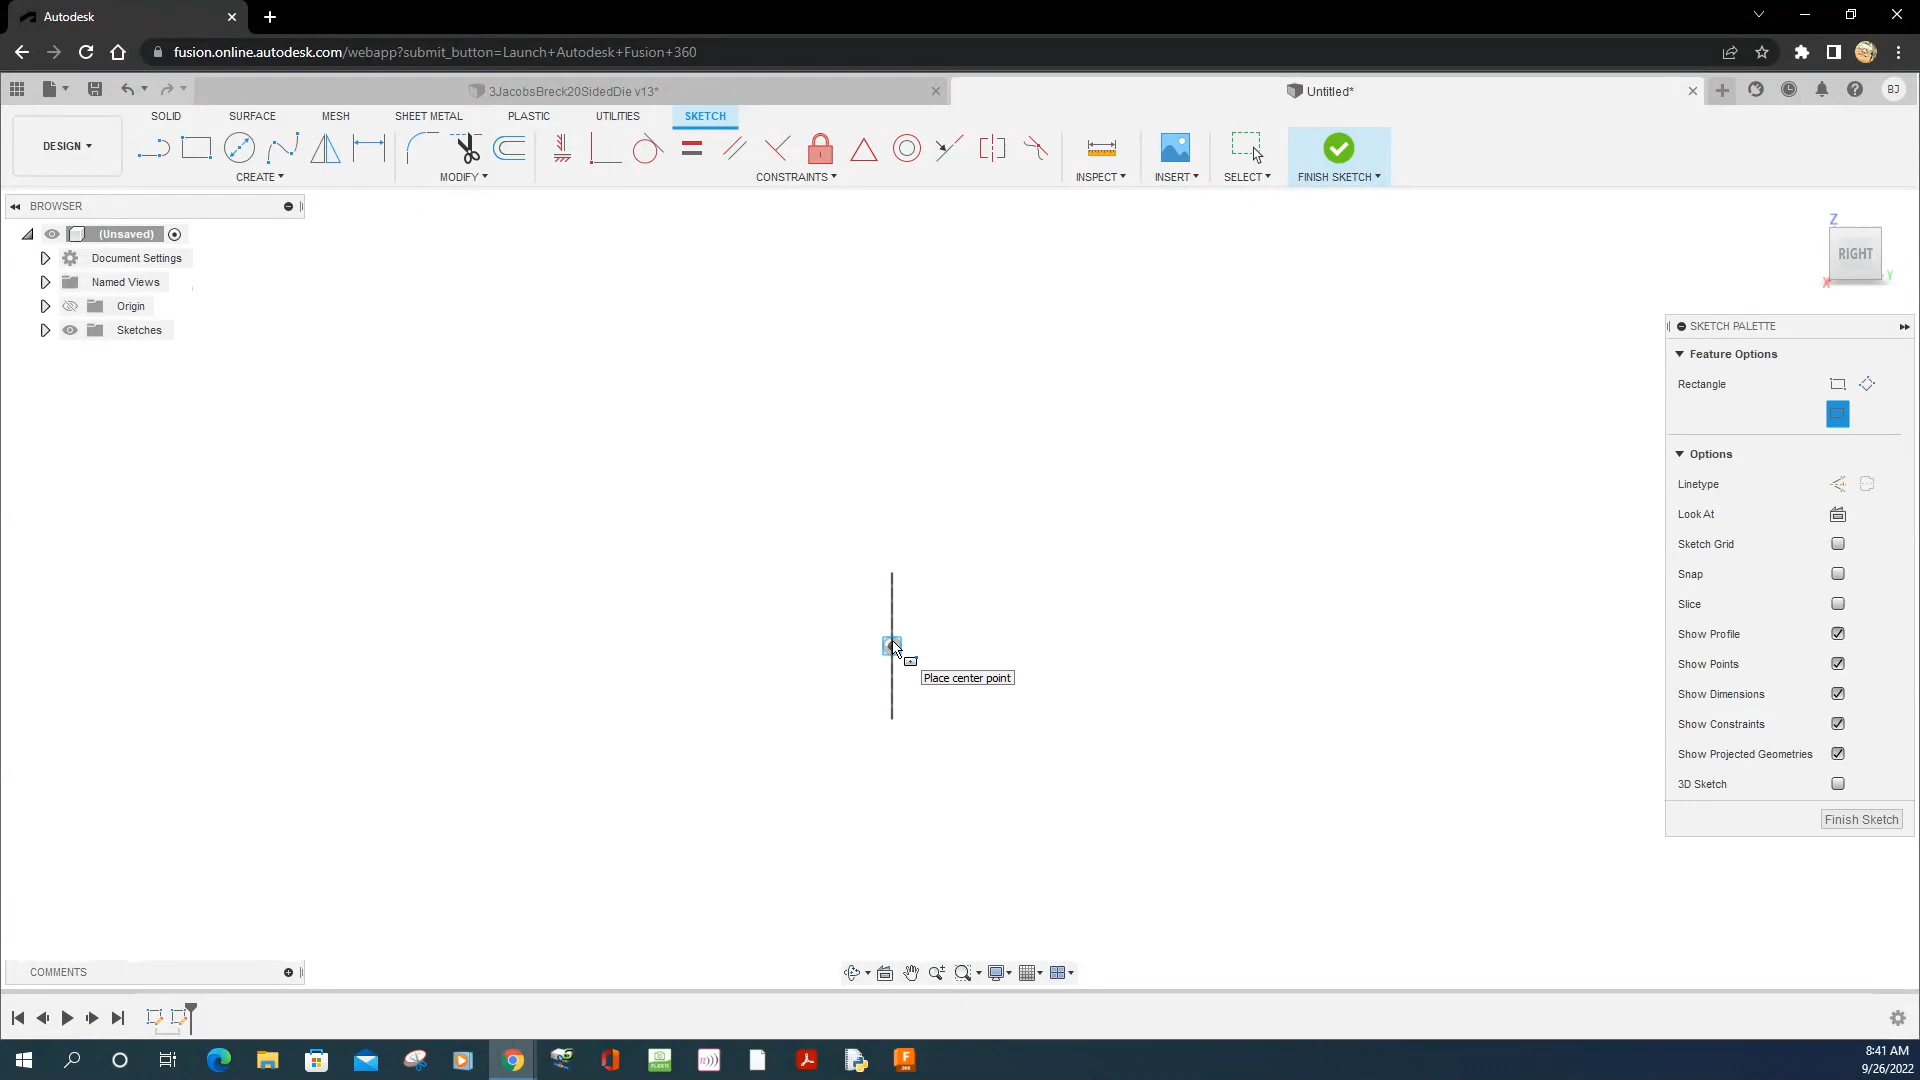 Autodesk
fusion.online.autodesk.com/webapp?submit_button=Launch+Autodesk+Fusion+360
3JacobsBreck20SidedDie v13*
Untitled*
BJ
SOLID SURFACE MESH SHEET METAL PLASTIC UTILITIES SKETCH
DESIGN
CREATE MODIFY CONSTRAINTS INSPECT INSERT SELECT FINISH SKETCH
BROWSER
(Unsaved)
Document Settings
Named Views
Origin
Sketches
Z
RIGHT
Y
X
SKETCH PALETTE
Feature Options
Rectangle
Options
Linetype
Look At
Sketch Grid
Snap
Slice
Show Profile
Show Points
Show Dimensions
Show Constraints
Show Projected Geometries
3D Sketch
Finish Sketch
Place center point
COMMENTS
8:41 AM
9/26/2022